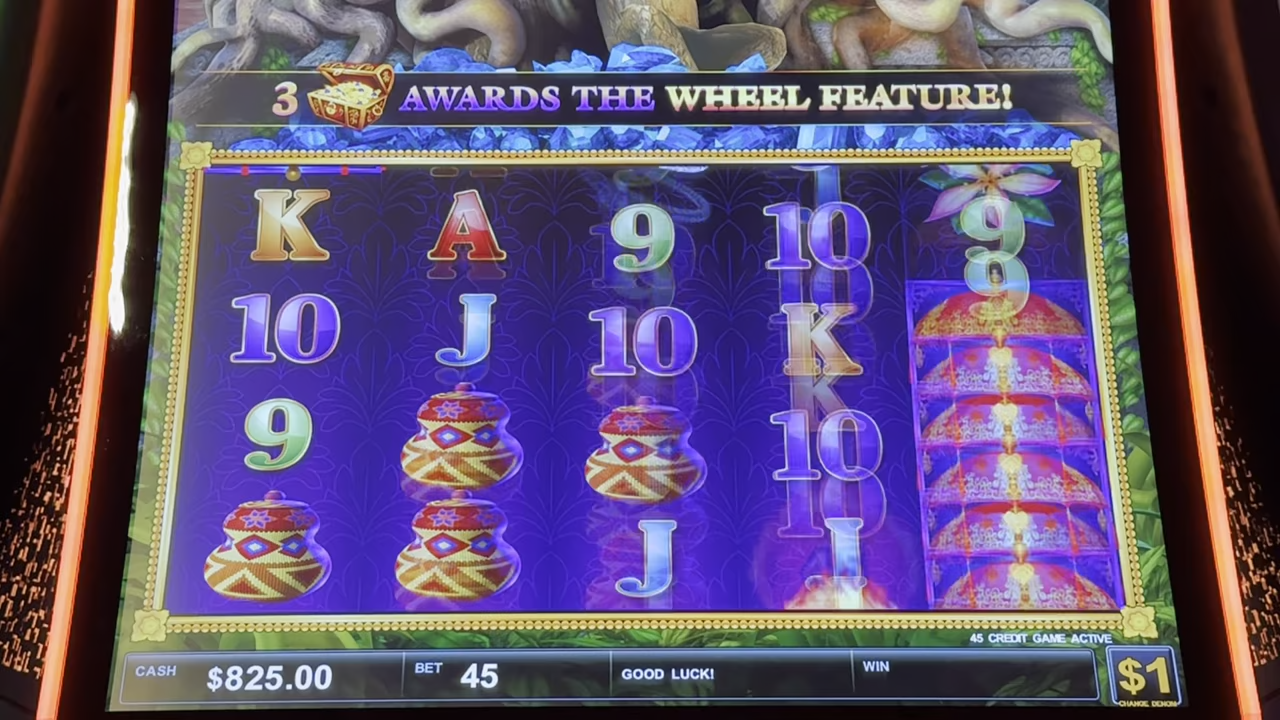 3 AWARDS THE WHEEL FEATURE!
K A 9 10 9
10 J 10 K 9
9 K
10
J J
45 CREDIT GAME ACTIVE
CASH $825.00 BET 45 GOOD LUCK! WIN $1
CHANGE DENOM